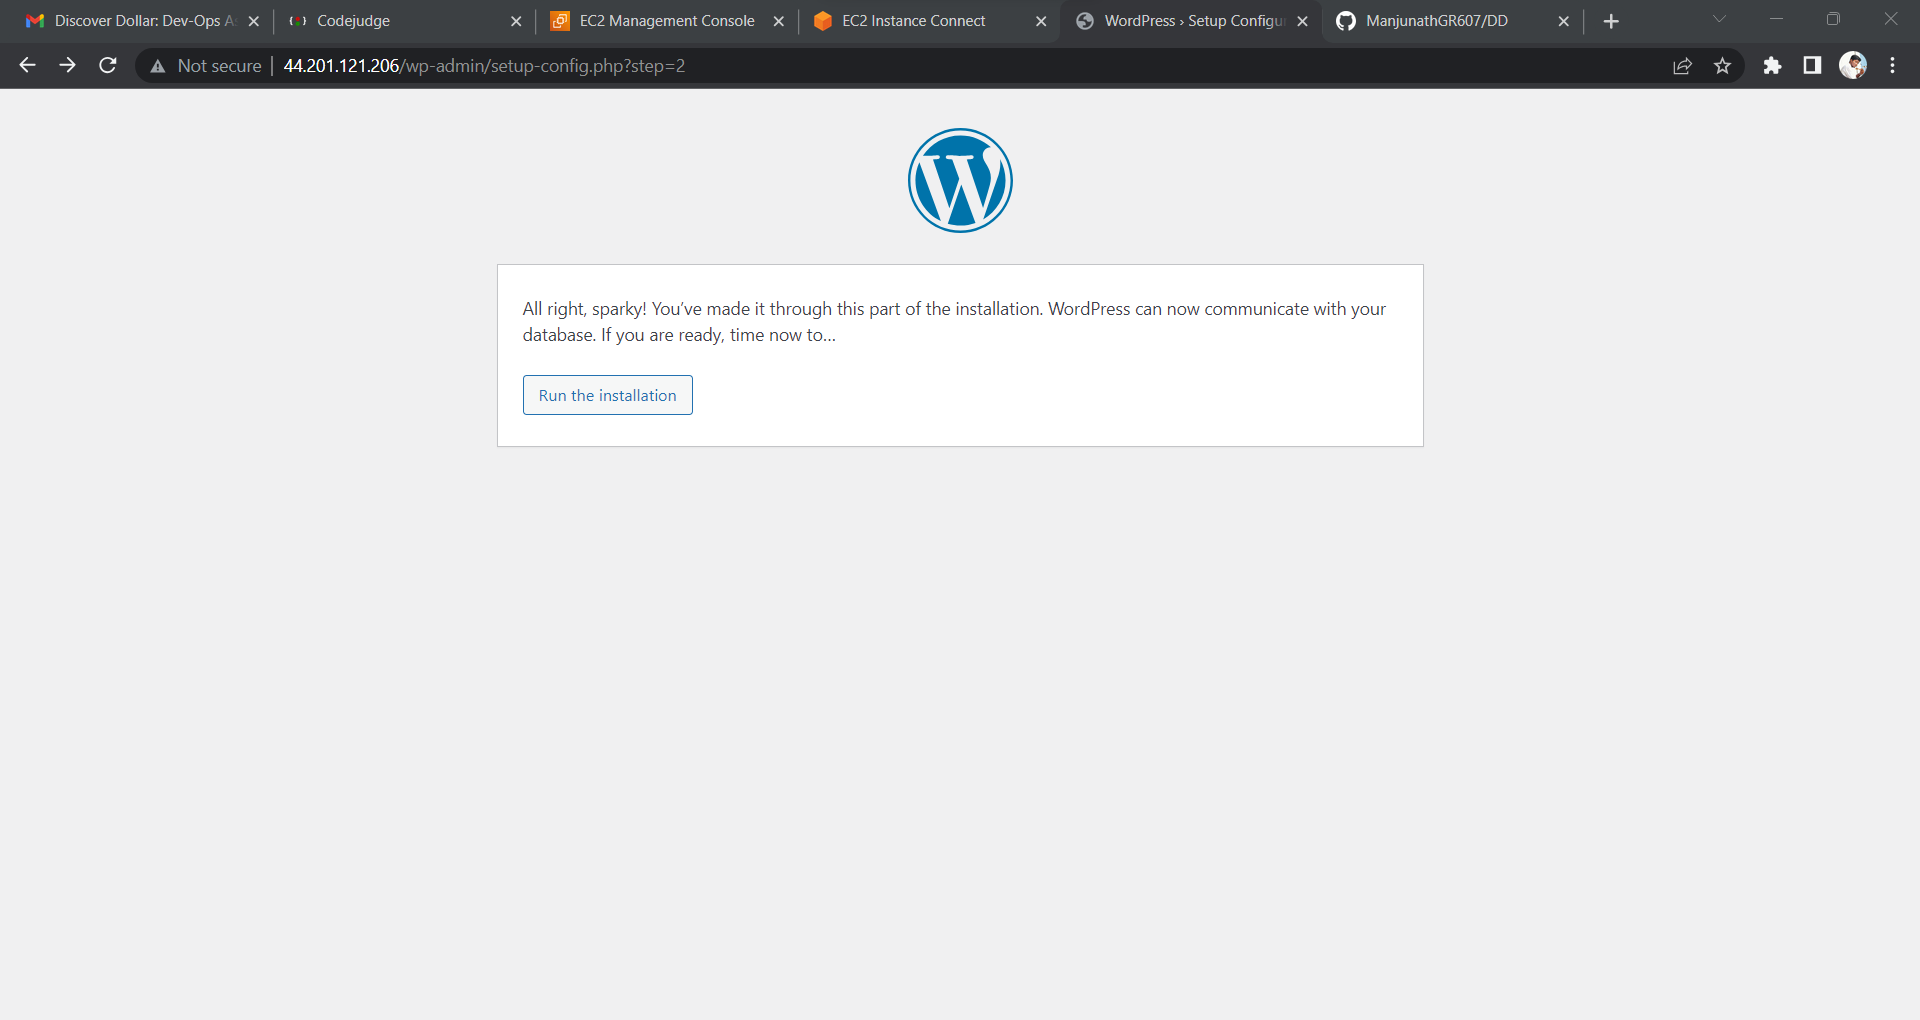 Discover Dollar: Dev-Ops A
Codejudge
EC2 Management Console
EC2 Instance Connect
WordPress › Setup Configu
ManjunathGR607/DD
Not secure
44.201.121.206/wp-admin/setup-config.php?step=2
All right, sparky! You’ve made it through this part of the installation. WordPress can now communicate with your
database. If you are ready, time now to…
Run the installation